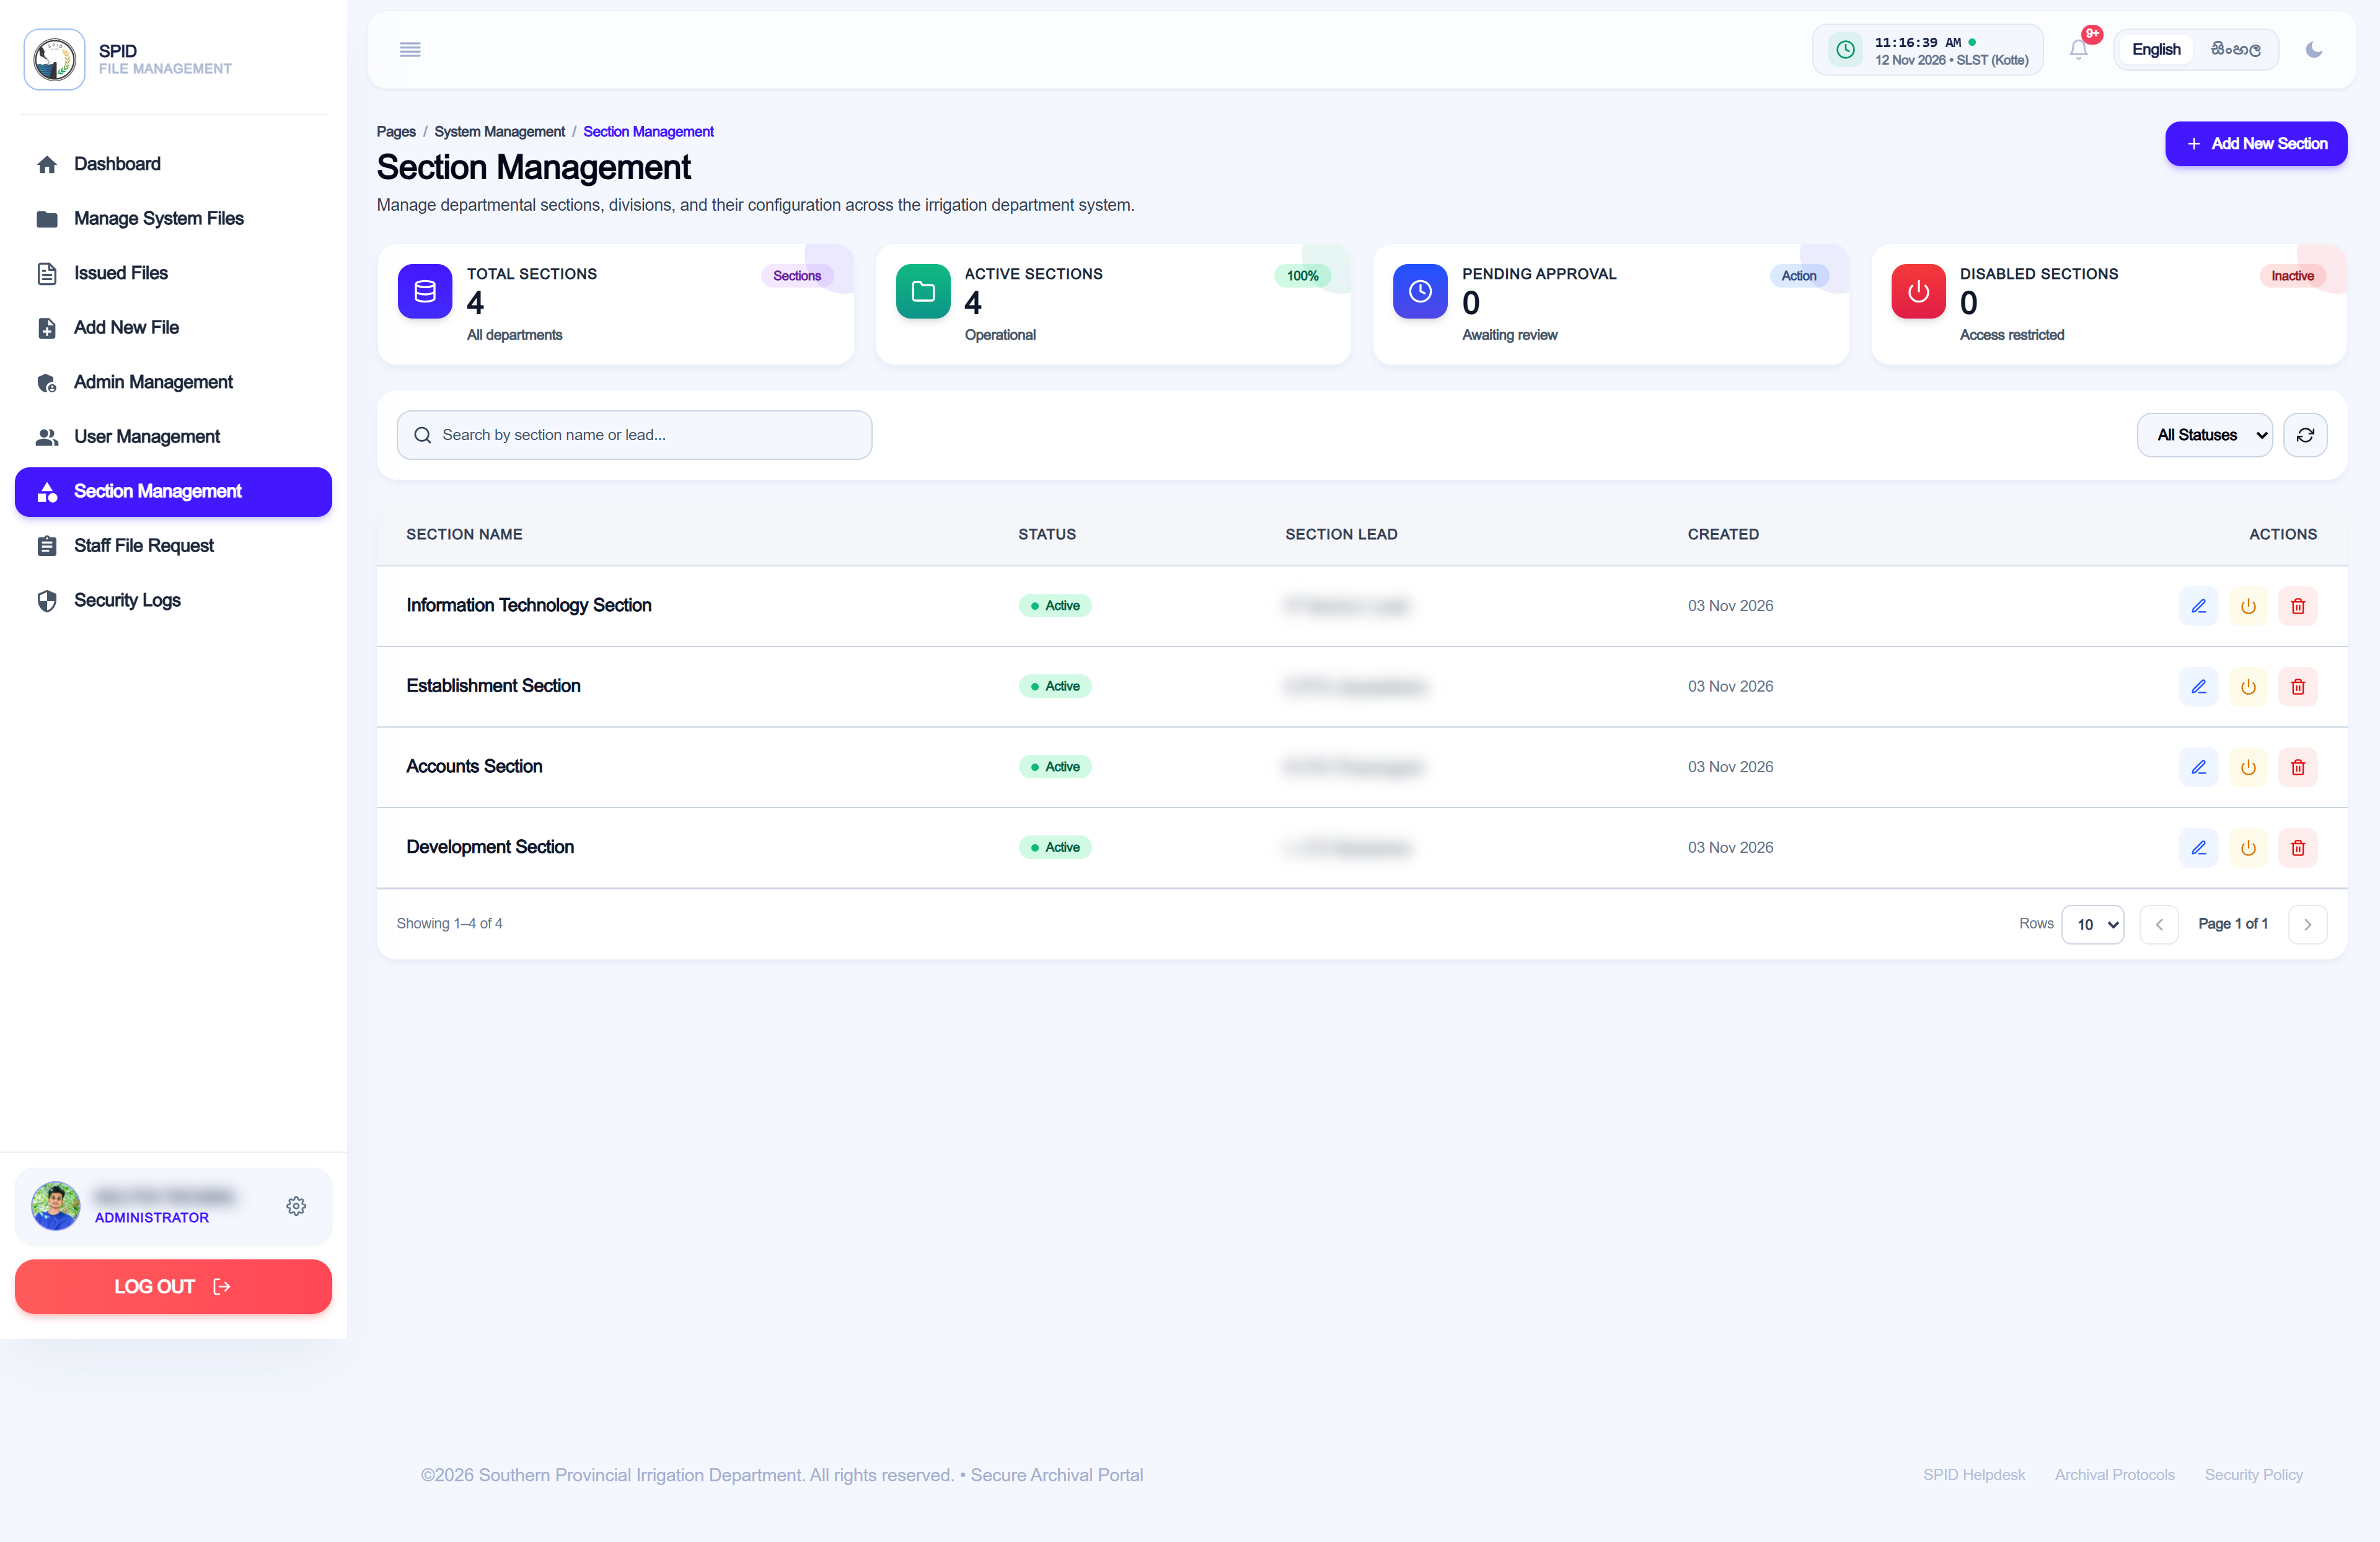 SPID
FILE MANAGEMENT
Dashboard
Manage System Files
Issued Files
Add New File
Admin Management
User Management
Section Management
Staff File Request
Security Logs
ADMINISTRATOR
LOG OUT
11:16:39 AM
12 Nov 2026 • SLST (Kotte)
9+
English
සිංහල
Pages / System Management / Section Management
Section Management
Manage departmental sections, divisions, and their configuration across the irrigation department system.
+ Add New Section
TOTAL SECTIONS
4
All departments
Sections
ACTIVE SECTIONS
4
Operational
100%
PENDING APPROVAL
0
Awaiting review
Action
DISABLED SECTIONS
0
Access restricted
Inactive
Search by section name or lead...
All Statuses
SECTION NAME STATUS SECTION LEAD CREATED ACTIONS
Information Technology Section Active 03 Nov 2026
Establishment Section Active 03 Nov 2026
Accounts Section Active 03 Nov 2026
Development Section Active 03 Nov 2026
Showing 1–4 of 4
Rows 10 Page 1 of 1
©2026 Southern Provincial Irrigation Department. All rights reserved. • Secure Archival Portal
SPID Helpdesk Archival Protocols Security Policy